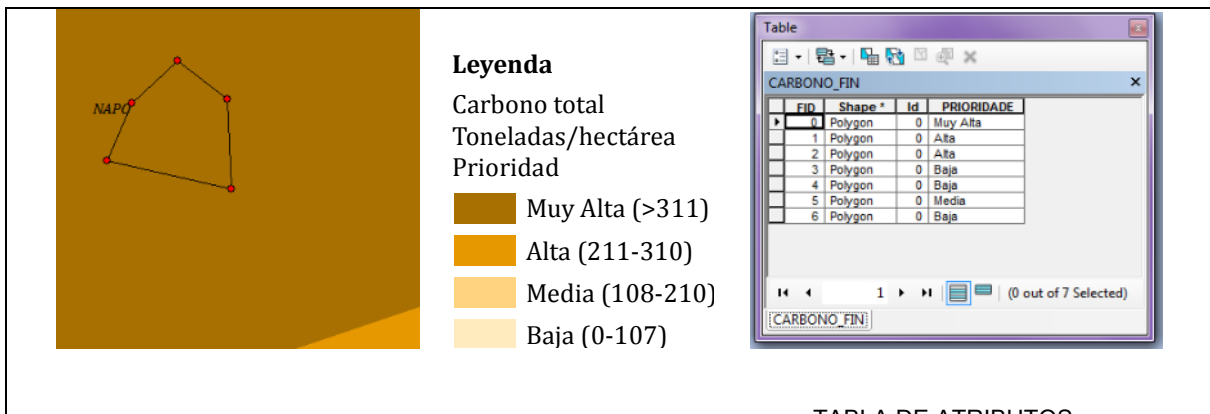 NAPO
Leyenda
Carbono total
Toneladas/hectárea
Prioridad
Muy Alta (>311)
Alta (211-310)
Media (108-210)
Baja (0-107)
Table
CARBONO_FIN
FID Shape * Id PRIORIDADE
0 Polygon 0 Muy Alta
1 Polygon 0 Alta
2 Polygon 0 Alta
3 Polygon 0 Baja
4 Polygon 0 Baja
5 Polygon 0 Media
6 Polygon 0 Baja
1 (0 out of 7 Selected)
CARBONO_FIN
TABLA DE ATRIBUTOS